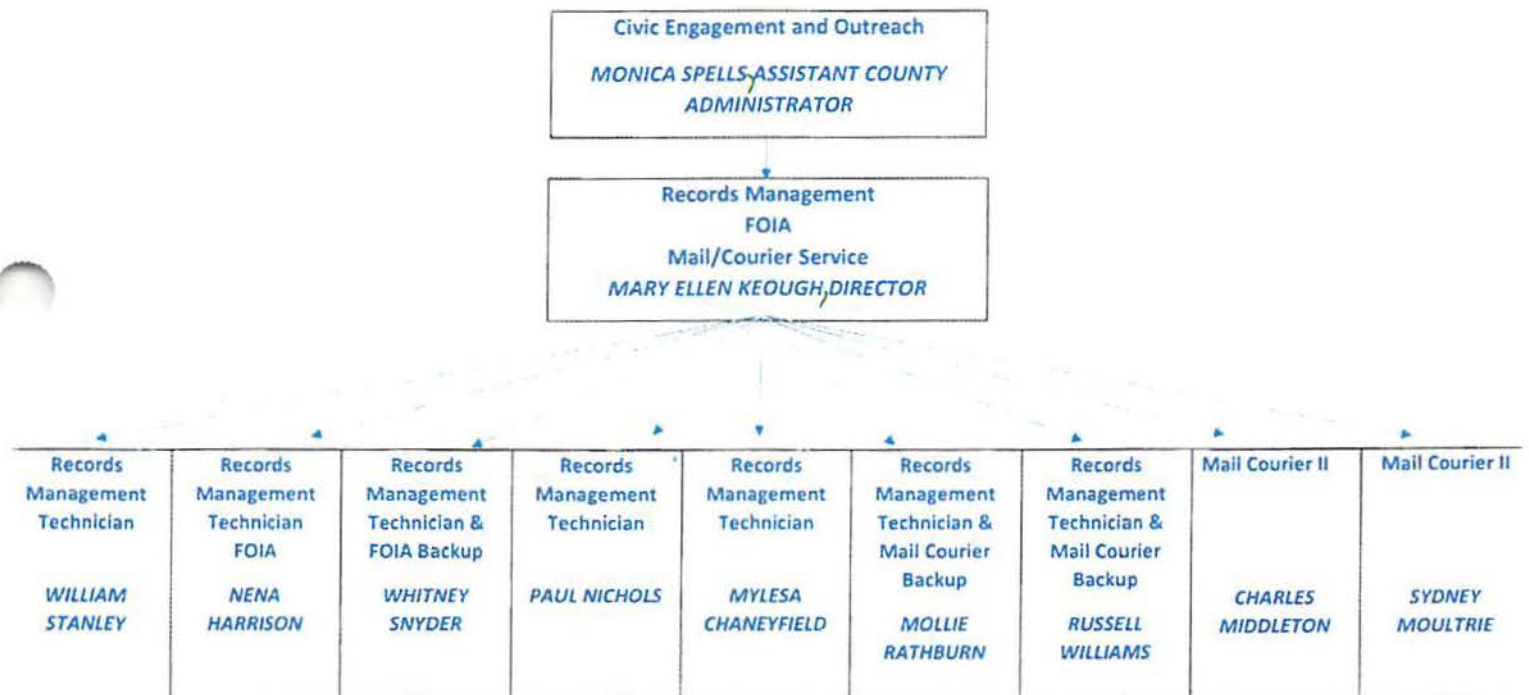 Civic Engagement and Outreach
MONICA SPELLS, ASSISTANT COUNTY
ADMINISTRATOR
Records Management
FOIA
Mail/Courier Service
MARY ELLEN KEOUGH, DIRECTOR
Records
Management
Technician
WILLIAM
STANLEY
Records
Management
Technician
FOIA
NENA
HARRISON
Records
Management
Technician &
FOIA Backup
WHITNEY
SNYDER
Records
Management
Technician
PAUL NICHOLS
Records
Management
Technician
MYLESA
CHANEYFIELD
Records
Management
Technician &
Mail Courier
Backup
MOLLIE
RATHBURN
Records
Management
Technician &
Mail Courier
Backup
RUSSELL
WILLIAMS
Mail Courier II
CHARLES
MIDDLETON
Mail Courier II
SYDNEY
MOULTRIE